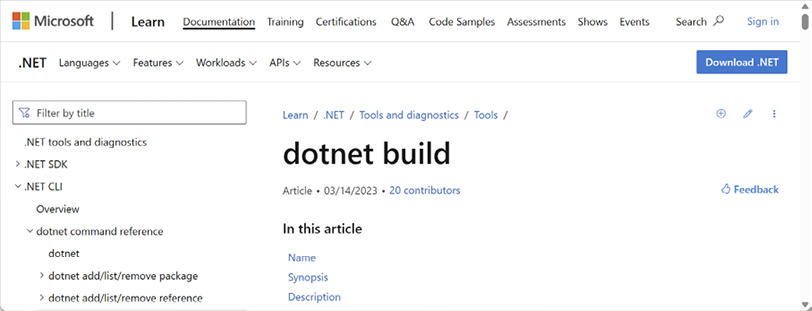 Microsoft Learn Documentation Training Certifications Q&A Code Samples Assessments Shows Events Search Sign in
.NET Languages Features Workloads APIs Resources Download .NET
Filter by title
.NET tools and diagnostics
.NET SDK
.NET CLI
Overview
dotnet command reference
dotnet
dotnet add/list/remove package
dotnet add/list/remove reference
Learn / .NET / Tools and diagnostics / Tools /
dotnet build
Article • 03/14/2023 • 20 contributors
Feedback
In this article
Name
Synopsis
Description